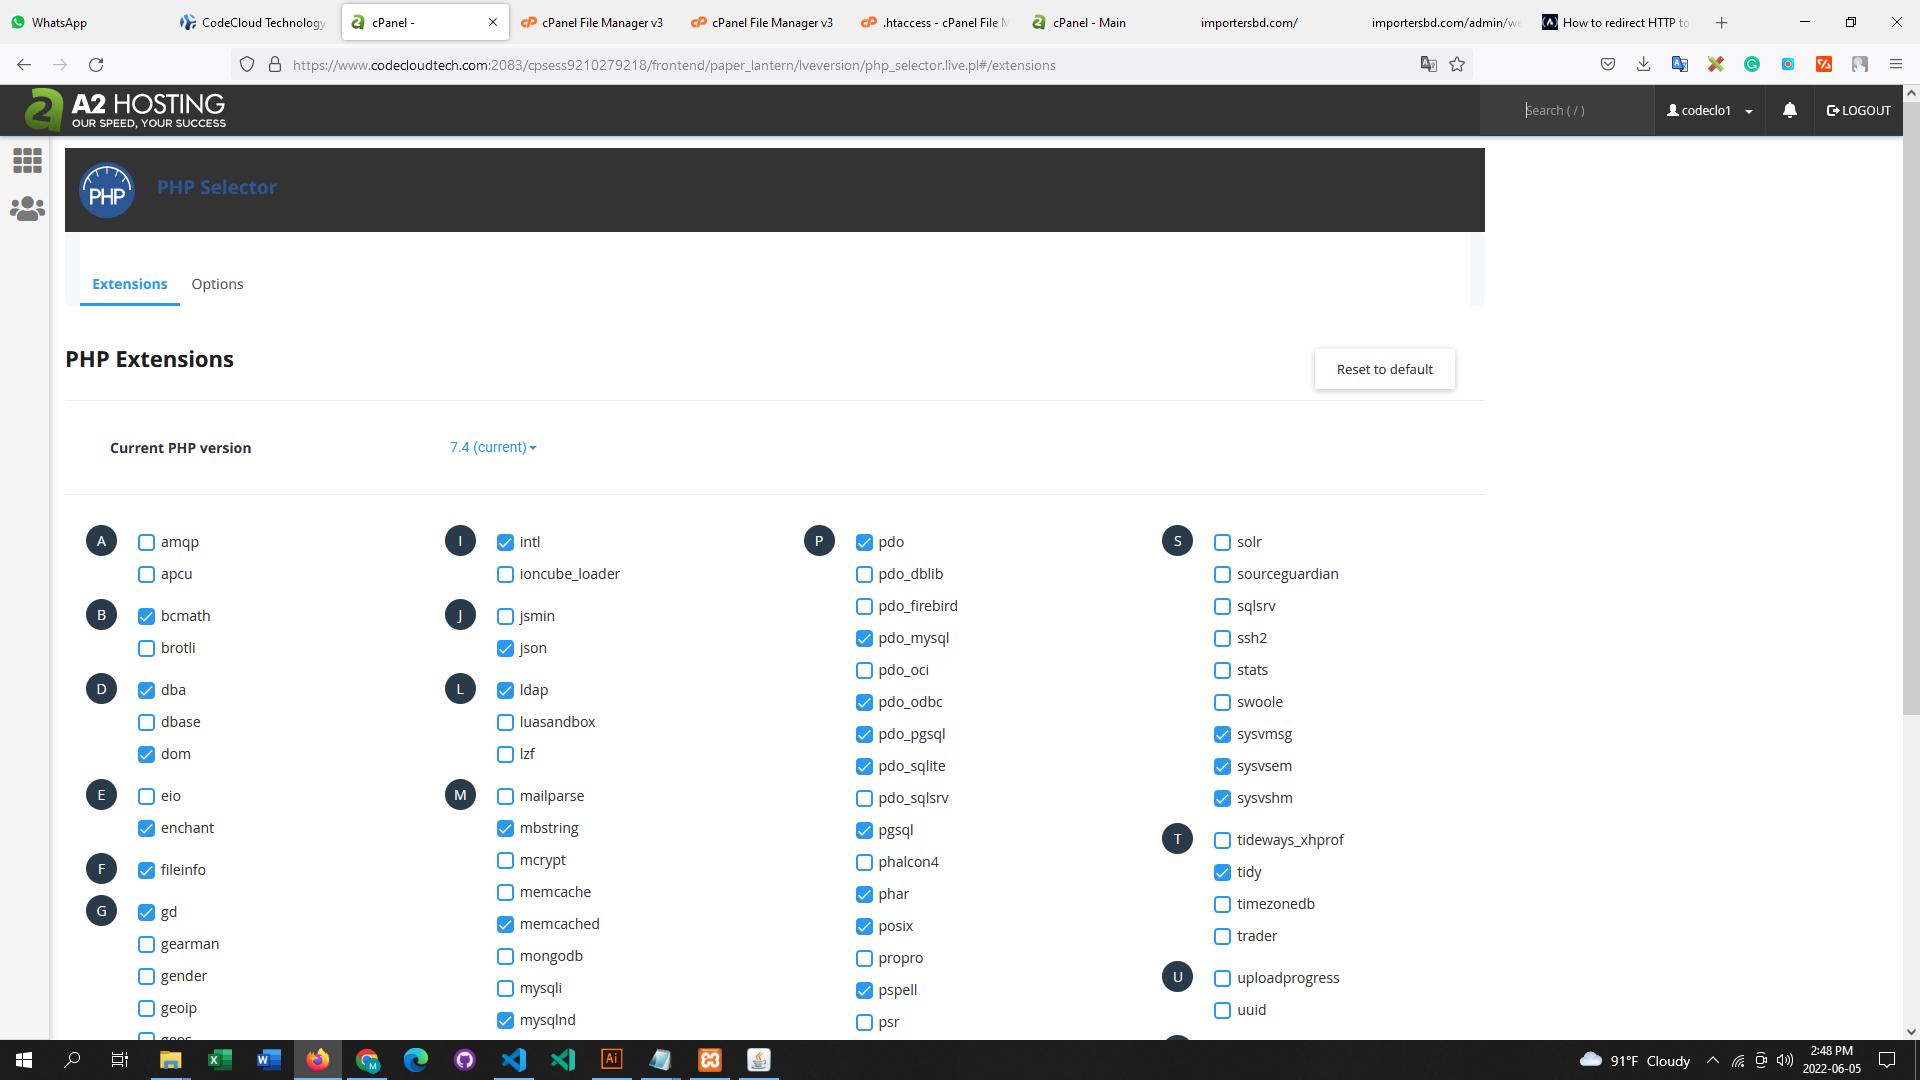 WhatsApp
CodeCloud Technology
cPanel -
cPanel File Manager v3
cPanel File Manager v3
.htaccess - cPanel File M
cPanel - Main
importersbd.com/
importersbd.com/admin/we
How to redirect HTTP to
https://www.codecloudtech.com:2083/cpsess9210279218/frontend/paper_lantern/lveversion/php_selector.live.pl#/extensions
A2 HOSTING
OUR SPEED, YOUR SUCCESS
Search ( / )
codeclo1
LOGOUT
PHP
PHP Selector
Extensions
Options
PHP Extensions
Reset to default
Current PHP version
7.4 (current)
A
amqp
apcu
B
bcmath
brotli
D
dba
dbase
dom
E
eio
enchant
F
fileinfo
G
gd
gearman
gender
geoip
geos
I
intl
ioncube_loader
J
jsmin
json
L
ldap
luasandbox
lzf
M
mailparse
mbstring
mcrypt
memcache
memcached
mongodb
mysqli
mysqlnd
P
pdo
pdo_dblib
pdo_firebird
pdo_mysql
pdo_oci
pdo_odbc
pdo_pgsql
pdo_sqlite
pdo_sqlsrv
pgsql
phalcon4
phar
posix
propro
pspell
psr
S
solr
sourceguardian
sqlsrv
ssh2
stats
swoole
sysvmsg
sysvsem
sysvshm
T
tideways_xhprof
tidy
timezonedb
trader
U
uploadprogress
uuid
Ai
91°F Cloudy
2:48 PM
2022-06-05